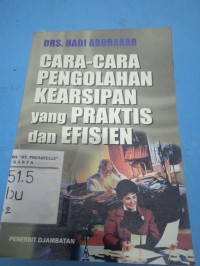 DRS. HADI ABUBAKAR
CARA-CARA
PENGOLAHAN
KEARSIPAN
yang PRAKTIS
dan EFISIEN
51.5
bu
PENERBIT DJAMBATAN